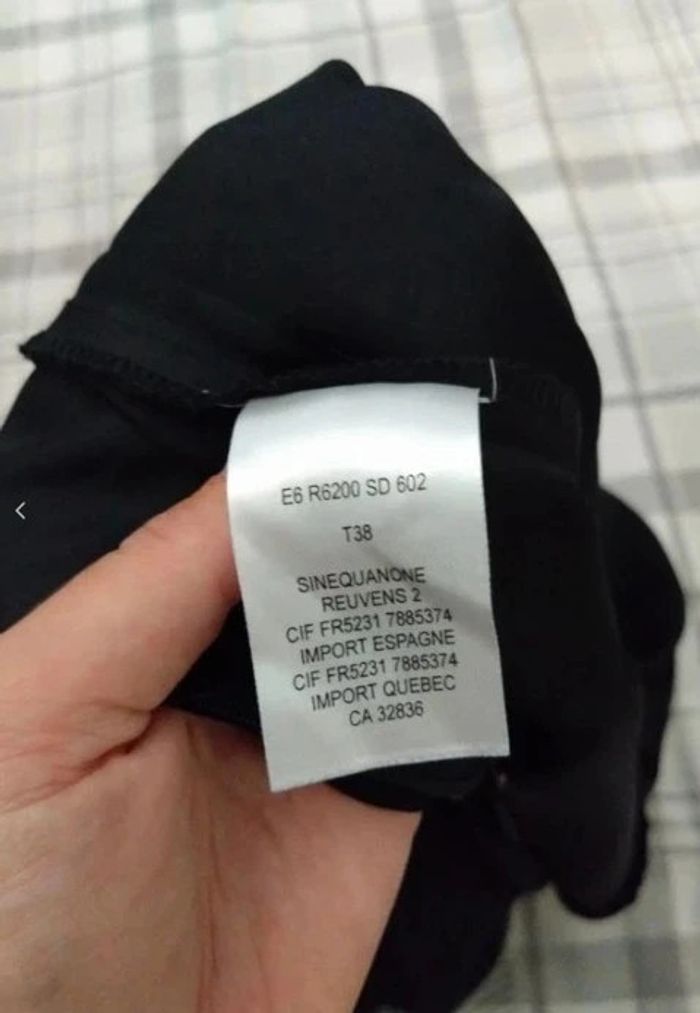 E6 R6200 SD 602
T38
SINEQUANONE
REUVENS 2
CIF FR5231 7885374
IMPORT ESPAGNE
CIF FR5231 7885374
IMPORT QUEBEC
CA 32836